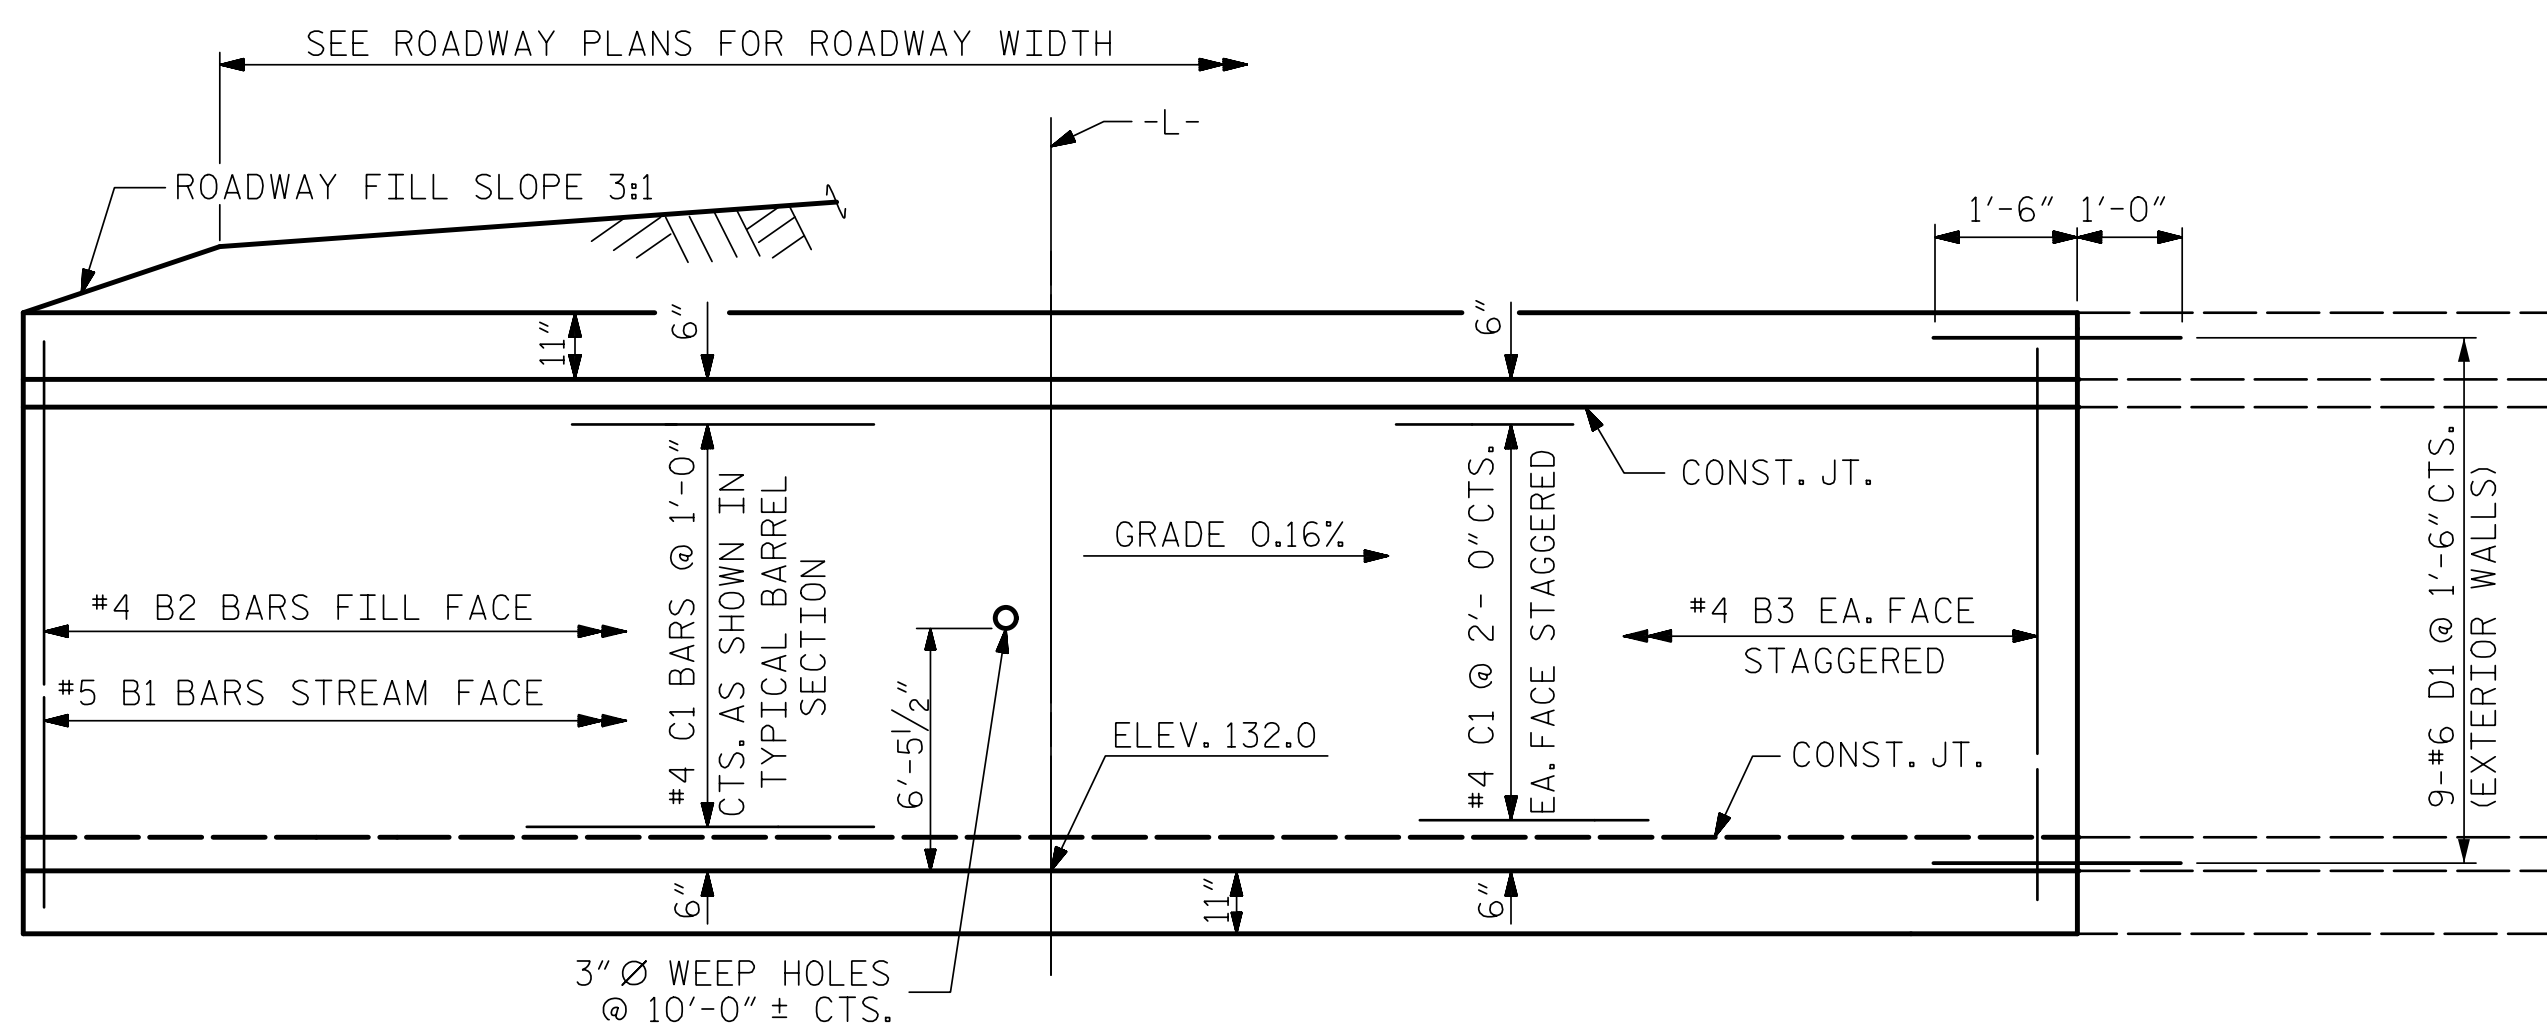 SEE ROADWAY PLANS FOR ROADWAY WIDTH
-L-
ROADWAY FILL SLOPE 3:1
1'-6" 1'-0"
11"
6"
6"
#4 C1 BARS @ 1'-0"
CTS. AS SHOWN IN
TYPICAL BARREL
SECTION
#4 C1 @ 2'- 0" CTS.
EA. FACE STAGGERED
CONST. JT.
GRADE 0.16%
#4 B2 BARS FILL FACE
#5 B1 BARS STREAM FACE
#4 B3 EA. FACE
STAGGERED
9-#6 D1 @ 1'-6" CTS.
(EXTERIOR WALLS)
6'-5 1/2"
ELEV. 132.0
CONST. JT.
6"
11"
6"
3" Ø WEEP HOLES
@ 10'-0" ± CTS.